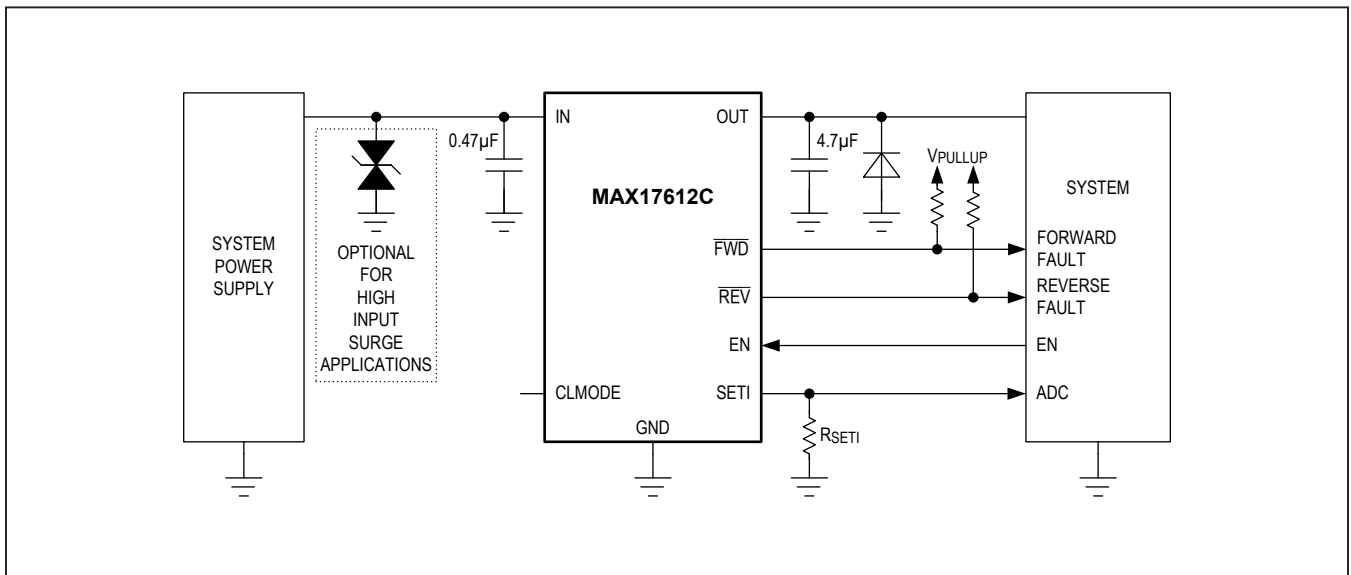 SYSTEM
POWER
SUPPLY
OPTIONAL
FOR
HIGH
INPUT
SURGE
APPLICATIONS
0.47µF
IN
OUT
MAX17612C
FWD
REV
EN
CLMODE
SETI
GND
4.7µF
VPULLUP
RSETI
SYSTEM
FORWARD
FAULT
REVERSE
FAULT
EN
ADC